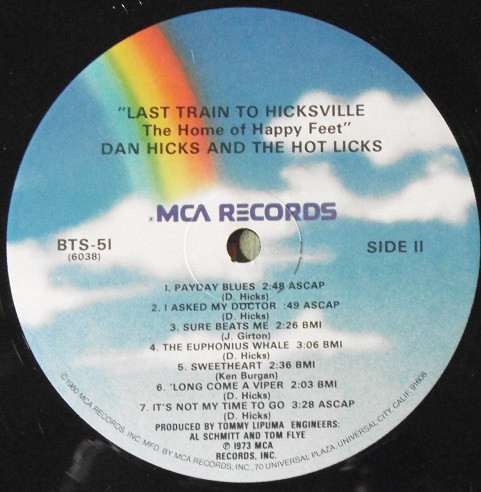 "LAST TRAIN TO HICKSVILLE
The Home of Happy Feet"
DAN HICKS AND THE HOT LICKS
MCA RECORDS
BTS-51
(6038)
SIDE II
1. PAYDAY BLUES 2:48 ASCAP
(D. Hicks)
2. I ASKED MY DOCTOR :49 ASCAP
(D. Hicks)
3. SURE BEATS ME 2:26 BMI
(J. Girton)
4. THE EUPHONIUS WHALE 3:06 BMI
(D. Hicks)
5. SWEETHEART 2:36 BMI
(Ken Burgan)
6. 'LONG COME A VIPER 2:03 BMI
(D. Hicks)
7. IT'S NOT MY TIME TO GO 3:28 ASCAP
(D. Hicks)
PRODUCED BY TOMMY LIPUMA ENGINEERS:
AL SCHMITT AND TOM FLYE
℗ 1973 MCA
RECORDS, INC.
©1980 MCA RECORDS, INC. MFD. BY MCA RECORDS, INC., 70 UNIVERSAL PLAZA, UNIVERSAL CITY, CALIF. 91608